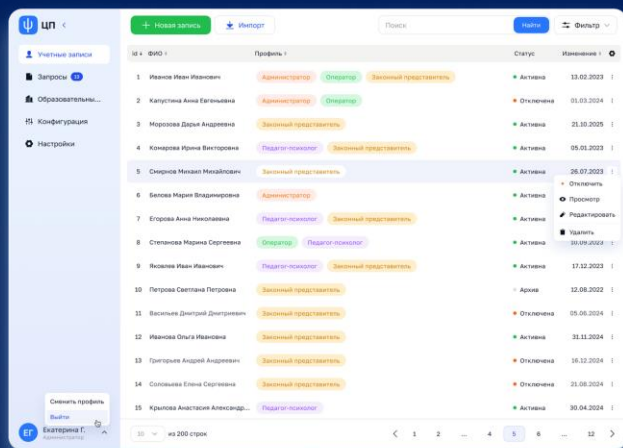 ЦП
Новая запись
Импорт
Поиск
Найти
Фильтр
Учетные записи
Запросы
Образовательны...
Конфигурация
Настройки
id ФИО Профиль Статус Изменение
1 Иванов Иван Иванович Администратор Оператор Законный представитель Активна 13.02.2023
2 Капустина Анна Евгеньевна Администратор Оператор Отключена 01.03.2024
3 Морозова Дарья Андреевна Законный представитель Активна 21.10.2025
4 Комарова Ирина Викторовна Педагог-психолог Законный представитель Активна 05.01.2023
5 Смирнов Михаил Михайлович Законный представитель Активна 26.07.2023
Отключить
Просмотр
Редактировать
Удалить
6 Белова Мария Владимировна Администратор Активна
7 Егорова Анна Николаевна Педагог-психолог Законный представитель Активна
8 Степанова Марина Сергеевна Оператор Педагог-психолог Активна 10.09.2023
9 Яковлев Иван Иванович Педагог-психолог Законный представитель Активна 17.12.2023
10 Петрова Светлана Петровна Законный представитель Архив 12.08.2022
11 Васильев Дмитрий Дмитриевич Законный представитель Отключена 05.06.2024
12 Иванова Ольга Ивановна Законный представитель Активна 31.11.2024
13 Григорьев Андрей Андреевич Законный представитель Отключена 16.12.2024
14 Соловьева Елена Сергеевна Законный представитель Отключена 21.08.2024
15 Крылова Анастасия Александр... Педагог-психолог Активна 30.04.2024
Сменить профиль
Выйти
ЕГ Екатерина Г.
Администратор
10 из 200 строк
1 2 ... 4 5 6 ... 12